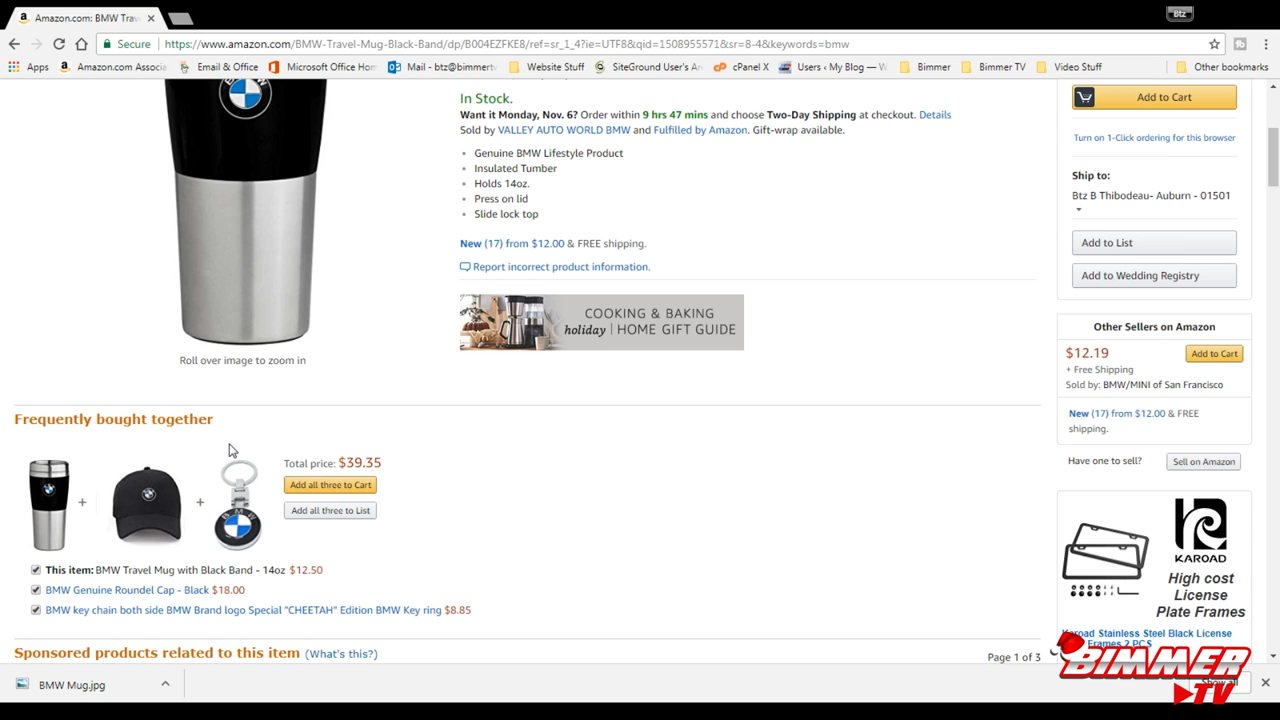 Amazon.com: BMW Trav
Btz
Secure
https://www.amazon.com/BMW-Travel-Mug-Black-Band/dp/B004EZFKE8/ref=sr_1_4?ie=UTF8&qid=1508955571&sr=8-4&keywords=bmw
Apps
Amazon.com Associa
Email & Office
Microsoft Office Hom
Mail - btz@bimmertv
Website Stuff
SiteGround User's Ar
cPanel X
Users ‹ My Blog — W
Bimmer
Bimmer TV
Video Stuff
Other bookmarks
In Stock.
Want it Monday, Nov. 6? Order within 9 hrs 47 mins and choose Two-Day Shipping at checkout. Details
Sold by VALLEY AUTO WORLD BMW and Fulfilled by Amazon. Gift-wrap available.
Genuine BMW Lifestyle Product
Insulated Tumber
Holds 14oz.
Press on lid
Slide lock top
New (17) from $12.00 & FREE shipping.
Report incorrect product information.
COOKING & BAKING
holiday | HOME GIFT GUIDE
Roll over image to zoom in
Add to Cart
Turn on 1-Click ordering for this browser
Ship to:
Btz B Thibodeau- Auburn - 01501
Add to List
Add to Wedding Registry
Other Sellers on Amazon
$12.19
Add to Cart
+ Free Shipping
Sold by: BMW/MINI of San Francisco
New (17) from $12.00 & FREE
shipping.
Have one to sell?
Sell on Amazon
Frequently bought together
Total price: $39.35
Add all three to Cart
Add all three to List
This item: BMW Travel Mug with Black Band - 14oz $12.50
BMW Genuine Roundel Cap - Black $18.00
BMW key chain both side BMW Brand logo Special "CHEETAH" Edition BMW Key ring $8.85
Sponsored products related to this item (What's this?)
Page 1 of 3
KAROAD
High cost
License
Plate Frames
Karoad Stainless Steel Black License
Frames 2 PCS
BIMMER
TV
BMW Mug.jpg
Show all